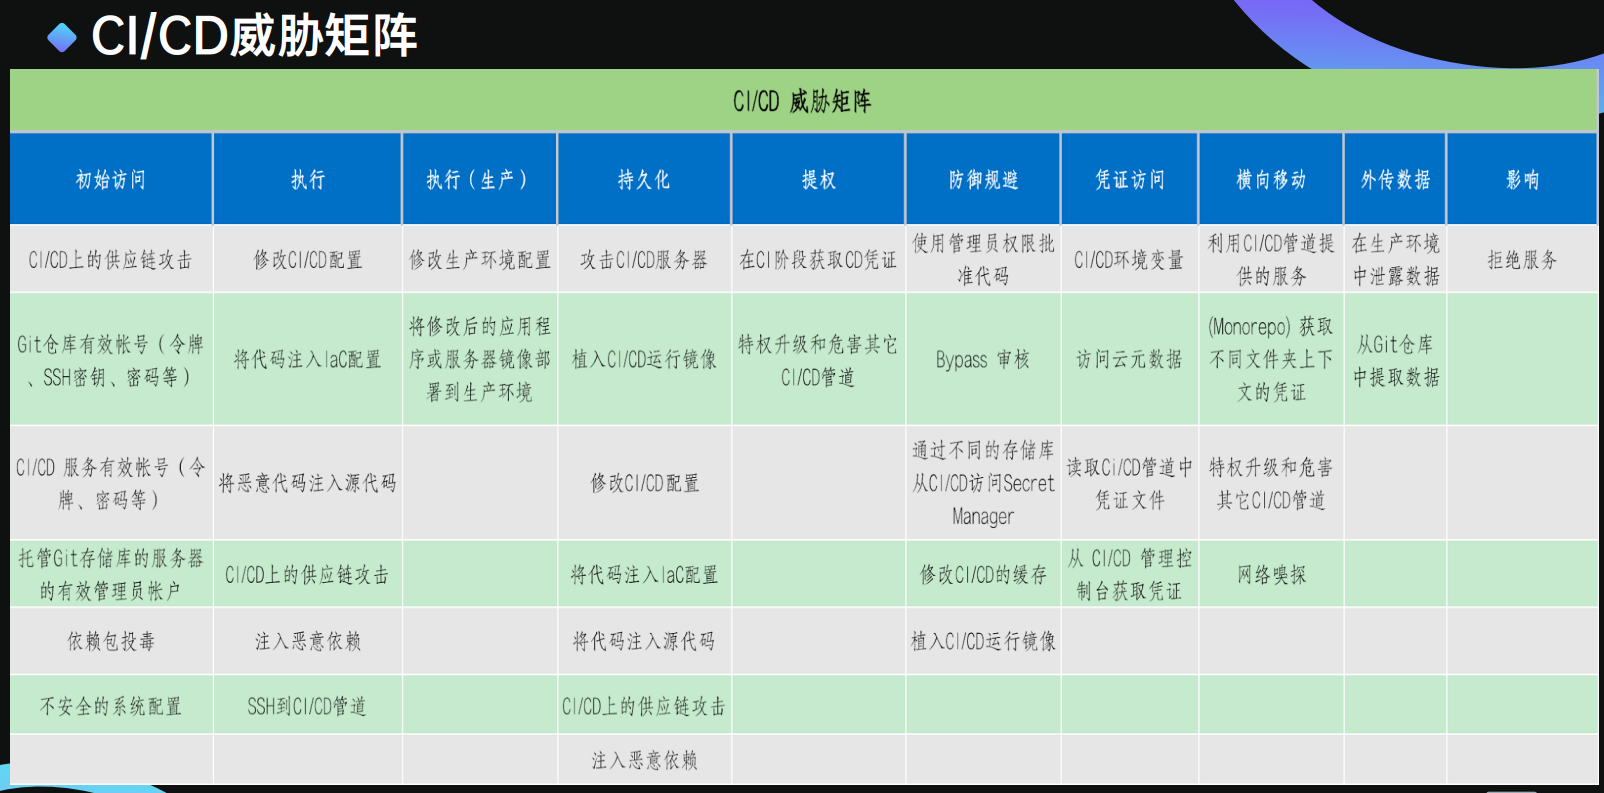 CI/CD威胁矩阵
CI/CD 威胁矩阵
初始访问
执行
执行（生产）
持久化
提权
防御规避
凭证访问
横向移动
外传数据
影响
CI/CD上的供应链攻击
修改CI/CD配置
修改生产环境配置
攻击CI/CD服务器
在CI阶段获取CD凭证
使用管理员权限批
准代码
CI/CD环境变量
利用CI/CD管道提
供的服务
在生产环境
中泄露数据
拒绝服务
Git仓库有效帐号（令牌
、SSH密钥、密码等）
将代码注入IaC配置
将修改后的应用程
序或服务器镜像部
署到生产环境
植入CI/CD运行镜像
特权升级和危害其它
CI/CD管道
Bypass 审核
访问云元数据
(Monorepo) 获取
不同文件夹上下
文的凭证
从Git仓库
中提取数据
CI/CD 服务有效帐号（令
牌、密码等）
将恶意代码注入源代码
修改CI/CD配置
通过不同的存储库
从CI/CD访问Secret
Manager
读取Ci/CD管道中
凭证文件
特权升级和危害
其它CI/CD管道
托管Git存储库的服务器
的有效管理员帐户
CI/CD上的供应链攻击
将代码注入IaC配置
修改CI/CD的缓存
从 CI/CD 管理控
制台获取凭证
网络嗅探
依赖包投毒
注入恶意依赖
将代码注入源代码
植入CI/CD运行镜像
不安全的系统配置
SSH到CI/CD管道
CI/CD上的供应链攻击
注入恶意依赖